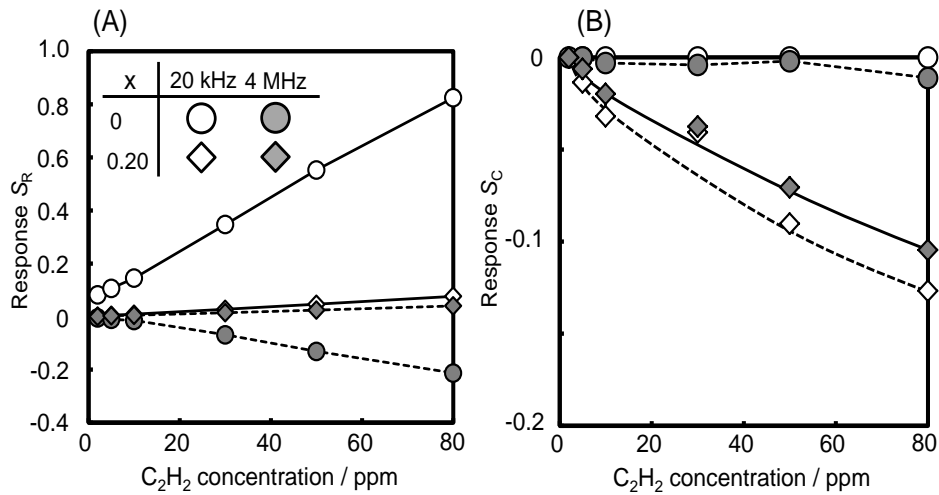 (A)
1.0
0.8
0.6
0.4
0.2
0
-0.2
-0.4
Response S_R
x 20 kHz 4 MHz
0
0.20
0 20 40 60 80
C₂H₂ concentration / ppm
(B)
0
-0.1
-0.2
Response S_C
0 20 40 60 80
C₂H₂ concentration / ppm